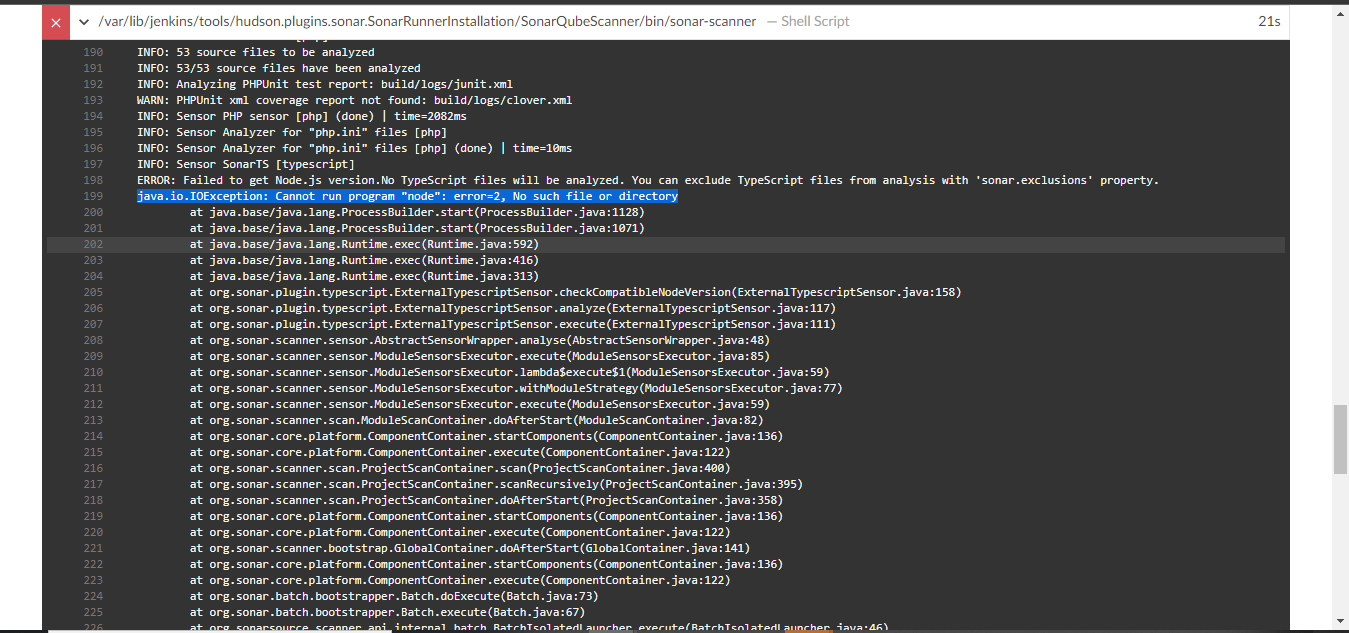 /var/lib/jenkins/tools/hudson.plugins.sonar.SonarRunnerInstallation/SonarQubeScanner/bin/sonar-scanner — Shell Script 21s
190 INFO: 53 source files to be analyzed
191 INFO: 53/53 source files have been analyzed
192 INFO: Analyzing PHPUnit test report: build/logs/junit.xml
193 WARN: PHPUnit xml coverage report not found: build/logs/clover.xml
194 INFO: Sensor PHP sensor [php] (done) | time=2082ms
195 INFO: Sensor Analyzer for "php.ini" files [php]
196 INFO: Sensor Analyzer for "php.ini" files [php] (done) | time=10ms
197 INFO: Sensor SonarTS [typescript]
198 ERROR: Failed to get Node.js version.No TypeScript files will be analyzed. You can exclude TypeScript files from analysis with 'sonar.exclusions' property.
199 java.io.IOException: Cannot run program "node": error=2, No such file or directory
200 at java.base/java.lang.ProcessBuilder.start(ProcessBuilder.java:1128)
201 at java.base/java.lang.ProcessBuilder.start(ProcessBuilder.java:1071)
202 at java.base/java.lang.Runtime.exec(Runtime.java:592)
203 at java.base/java.lang.Runtime.exec(Runtime.java:416)
204 at java.base/java.lang.Runtime.exec(Runtime.java:313)
205 at org.sonar.plugin.typescript.ExternalTypescriptSensor.checkCompatibleNodeVersion(ExternalTypescriptSensor.java:158)
206 at org.sonar.plugin.typescript.ExternalTypescriptSensor.analyze(ExternalTypescriptSensor.java:117)
207 at org.sonar.plugin.typescript.ExternalTypescriptSensor.execute(ExternalTypescriptSensor.java:111)
208 at org.sonar.scanner.sensor.AbstractSensorWrapper.analyse(AbstractSensorWrapper.java:48)
209 at org.sonar.scanner.sensor.ModuleSensorsExecutor.execute(ModuleSensorsExecutor.java:85)
210 at org.sonar.scanner.sensor.ModuleSensorsExecutor.lambda$execute$1(ModuleSensorsExecutor.java:59)
211 at org.sonar.scanner.sensor.ModuleSensorsExecutor.withModuleStrategy(ModuleSensorsExecutor.java:77)
212 at org.sonar.scanner.sensor.ModuleSensorsExecutor.execute(ModuleSensorsExecutor.java:59)
213 at org.sonar.scanner.scan.ModuleScanContainer.doAfterStart(ModuleScanContainer.java:82)
214 at org.sonar.core.platform.ComponentContainer.startComponents(ComponentContainer.java:136)
215 at org.sonar.core.platform.ComponentContainer.execute(ComponentContainer.java:122)
216 at org.sonar.scanner.scan.ProjectScanContainer.scan(ProjectScanContainer.java:400)
217 at org.sonar.scanner.scan.ProjectScanContainer.scanRecursively(ProjectScanContainer.java:395)
218 at org.sonar.scanner.scan.ProjectScanContainer.doAfterStart(ProjectScanContainer.java:358)
219 at org.sonar.core.platform.ComponentContainer.startComponents(ComponentContainer.java:136)
220 at org.sonar.core.platform.ComponentContainer.execute(ComponentContainer.java:122)
221 at org.sonar.scanner.bootstrap.GlobalContainer.doAfterStart(GlobalContainer.java:141)
222 at org.sonar.core.platform.ComponentContainer.startComponents(ComponentContainer.java:136)
223 at org.sonar.core.platform.ComponentContainer.execute(ComponentContainer.java:122)
224 at org.sonar.batch.bootstrapper.Batch.doExecute(Batch.java:73)
225 at org.sonar.batch.bootstrapper.Batch.execute(Batch.java:67)
226 at org.sonarsource.scanner.api.internal.batch.BatchIsolatedLauncher.execute(BatchIsolatedLauncher.java:46)